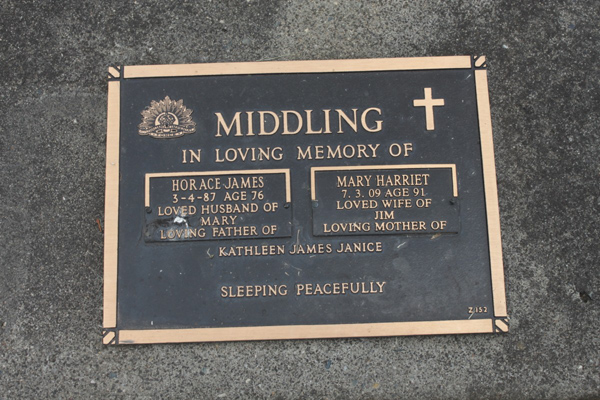 MIDDLING
IN LOVING MEMORY OF
HORACE JAMES
3-4-87 AGE 76
LOVED HUSBAND OF
MARY
LOVING FATHER OF
MARY HARRIET
7. 3. 09 AGE 91
LOVED WIFE OF
JIM
LOVING MOTHER OF
KATHLEEN JAMES JANICE
SLEEPING PEACEFULLY
Z152